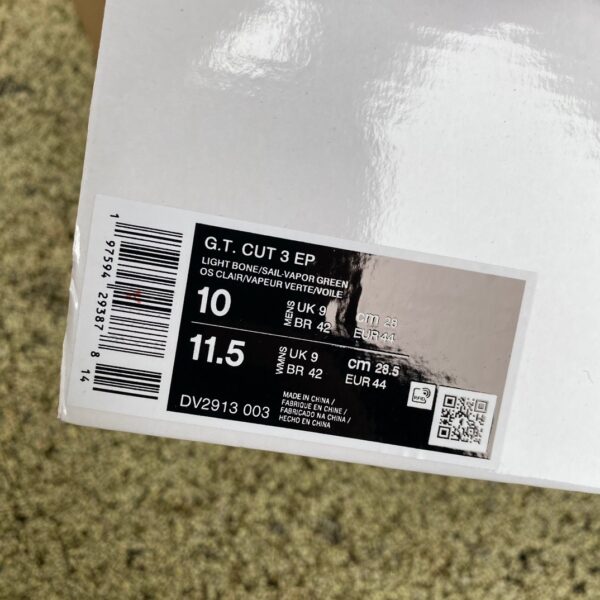 G.T. CUT 3 EP
LIGHT BONE/SAIL-VAPOR GREEN
OS CLAIR/VAPEUR VERTE/VOILE
10 MENS UK 9 cm 28
BR 42 EUR 44
11.5 WMNS UK 9 cm 28.5
BR 42 EUR 44
DV2913 003
MADE IN CHINA /
FABRIQUE EN CHINE /
FABRICADO NA CHINA /
HECHO EN CHINA
RFID
1 97594 29387 8 14